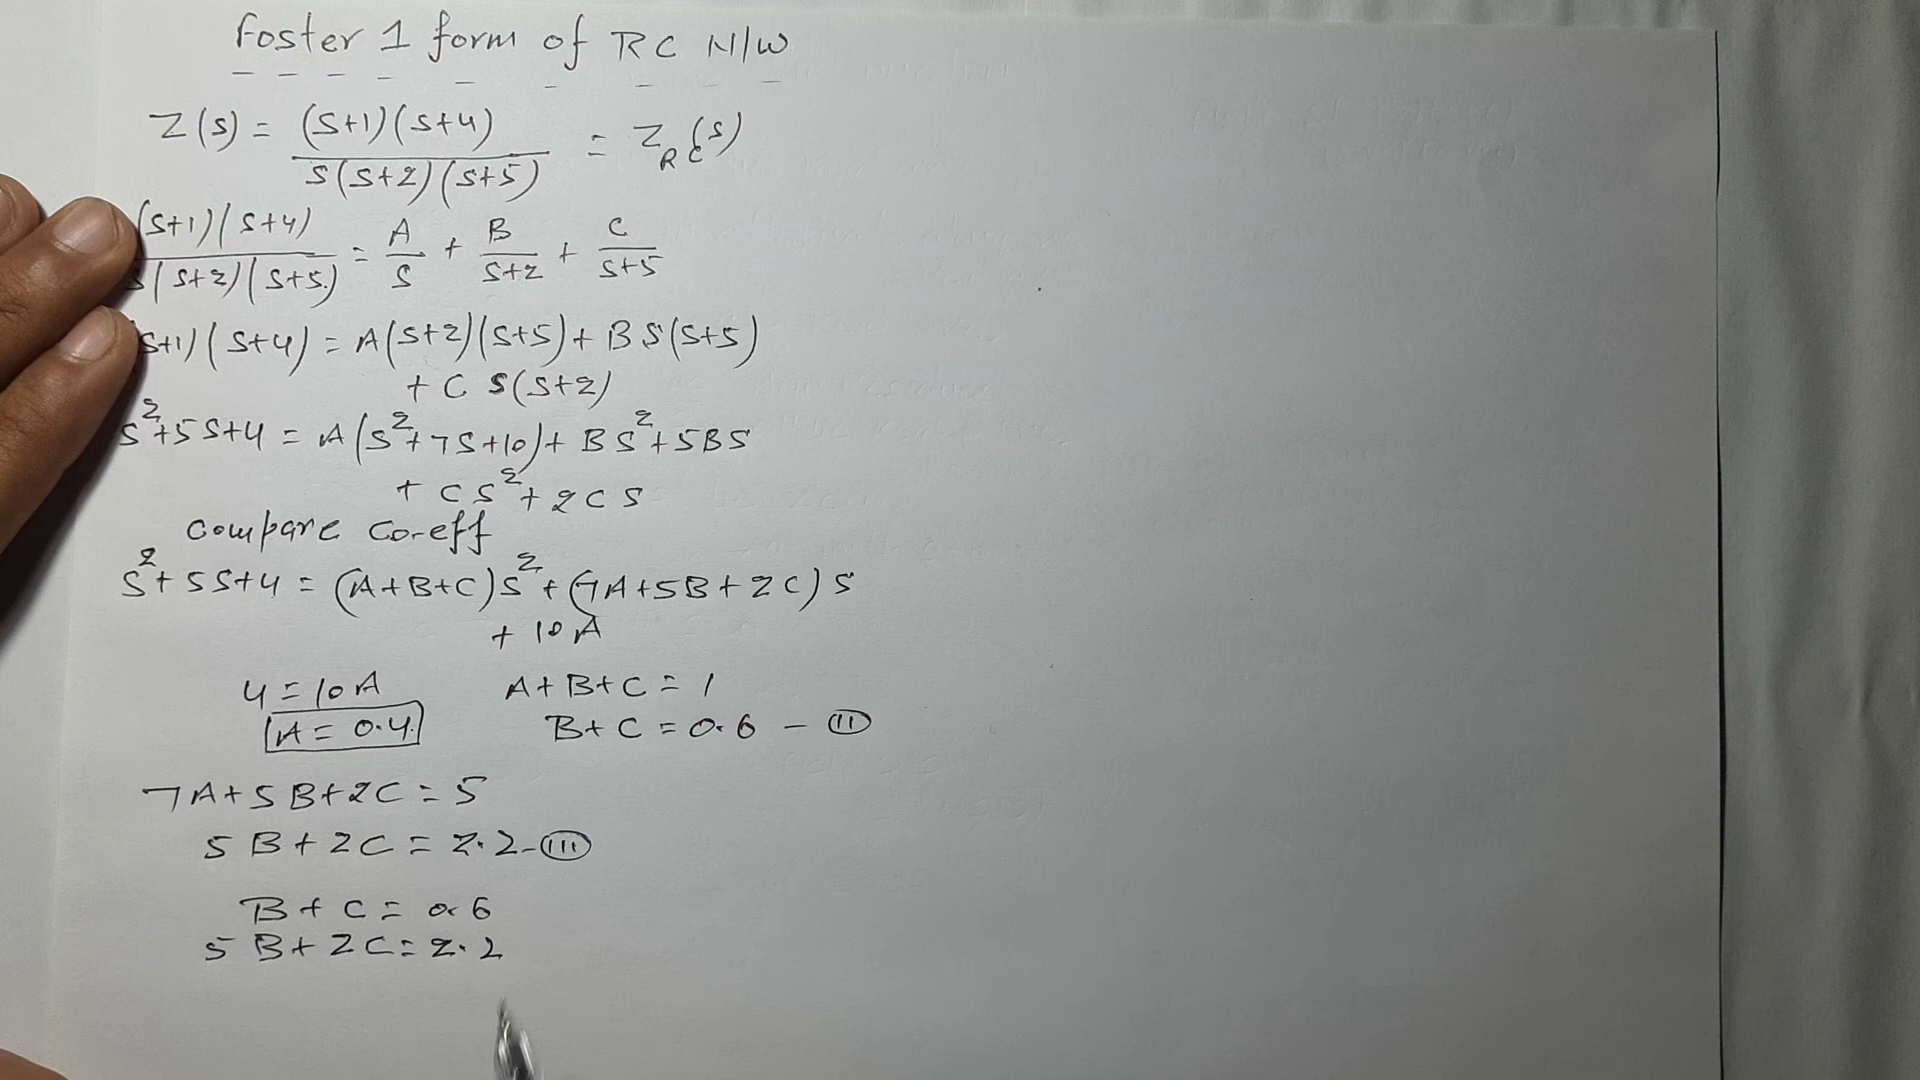 Foster 1 form of RC N/W
Z(s) = (s+1)(s+4) / s(s+2)(s+5) = Z_RC(s)
(s+1)(s+4) / s(s+2)(s+5) = A/s + B/s+2 + C/s+5
(s+1)(s+4) = A(s+2)(s+5) + B s(s+5)
+ C s(s+2)
s²+5s+4 = A(s²+7s+10) + Bs²+5Bs
+ Cs²+2Cs
compare co-eff
s²+5s+4 = (A+B+C)s² + (7A+5B+2C)s
+ 10A
4 = 10A
A = 0.4
A+B+C = 1
B+C = 0.6 - (II)
7A+5B+2C = 5
5B+2C = 2.2 - (III)
B+C = 0.6
5B+2C = 2.2